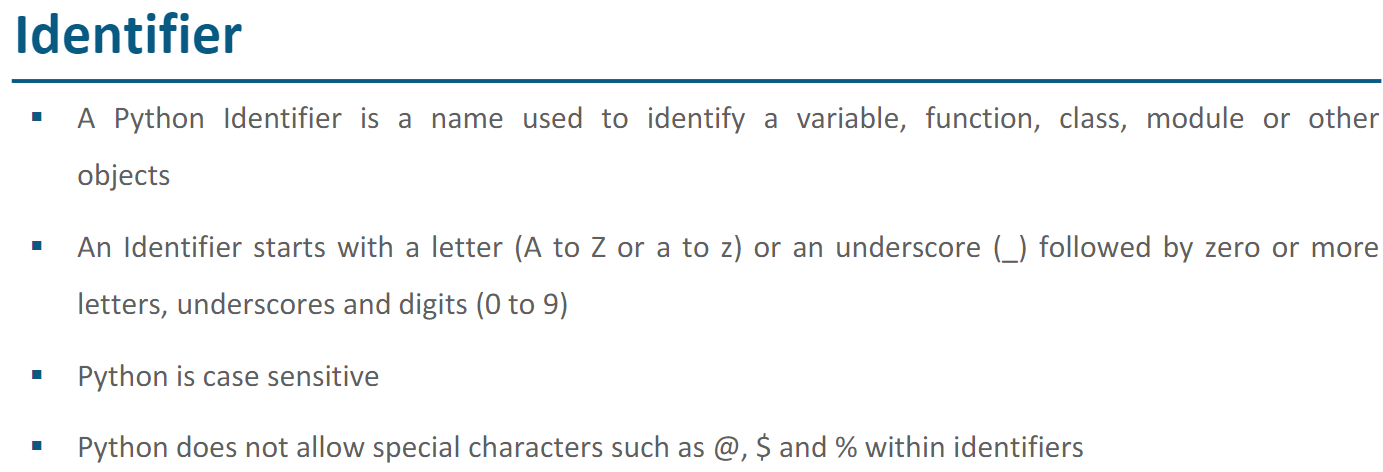 Identifier
▪ A Python Identifier is a name used to identify a variable, function, class, module or other
objects
▪ An Identifier starts with a letter (A to Z or a to z) or an underscore (_) followed by zero or more
letters, underscores and digits (0 to 9)
▪ Python is case sensitive
▪ Python does not allow special characters such as @, $ and % within identifiers